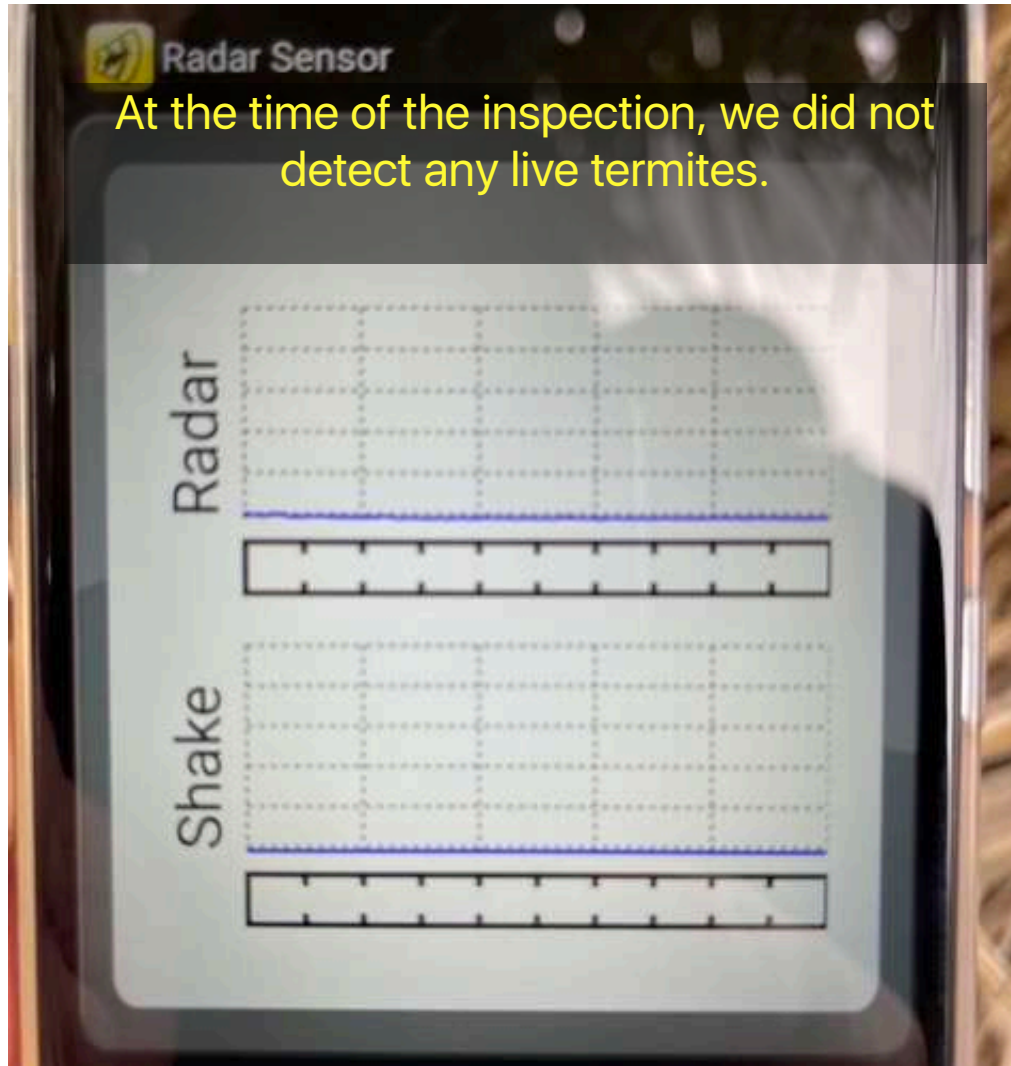 Radar Sensor
At the time of the inspection, we did not
detect any live termites.
Radar
Shake